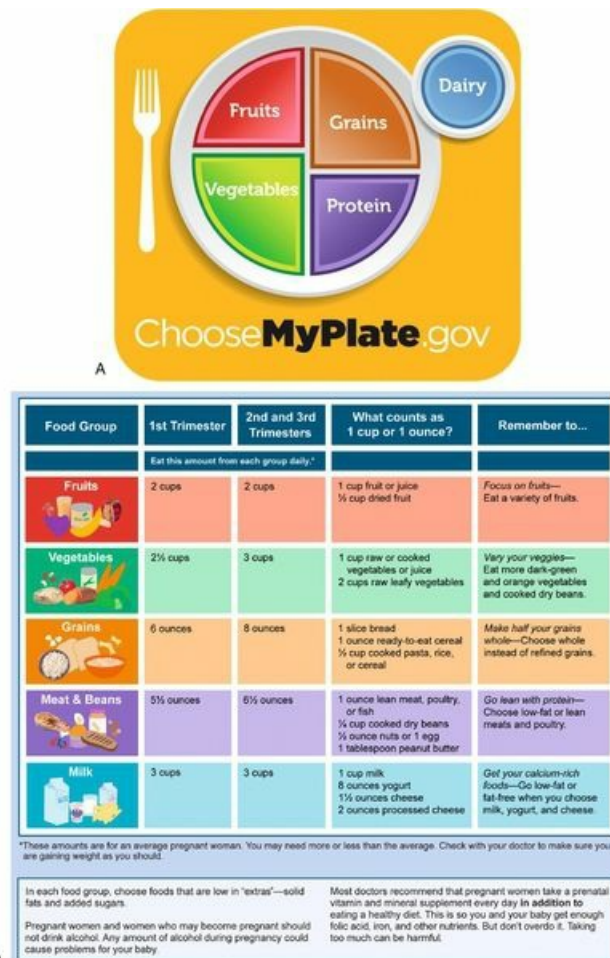 Fruits
Grains
Dairy
Vegetables
Protein
ChooseMyPlate.gov
A
Food Group
1st Trimester
2nd and 3rd
Trimesters
What counts as
1 cup or 1 ounce?
Remember to...
Eat this amount from each group daily.*
Fruits
2 cups
2 cups
1 cup fruit or juice
½ cup dried fruit
Focus on fruits—
Eat a variety of fruits.
Vegetables
2½ cups
3 cups
1 cup raw or cooked
vegetables or juice
2 cups raw leafy vegetables
Vary your veggies—
Eat more dark-green
and orange vegetables
and cooked dry beans.
Grains
6 ounces
8 ounces
1 slice bread
1 ounce ready-to-eat cereal
½ cup cooked pasta, rice,
or cereal
Make half your grains
whole—Choose whole
instead of refined grains.
Meat & Beans
5½ ounces
6½ ounces
1 ounce lean meat, poultry,
or fish
¼ cup cooked dry beans
½ ounce nuts or 1 egg
1 tablespoon peanut butter
Go lean with protein—
Choose low-fat or lean
meats and poultry.
Milk
3 cups
3 cups
1 cup milk
8 ounces yogurt
1½ ounces cheese
2 ounces processed cheese
Get your calcium-rich
foods—Go low-fat or
fat-free when you choose
milk, yogurt, and cheese.
*These amounts are for an average pregnant woman. You may need more or less than the average. Check with your doctor to make sure you
are gaining weight as you should.
In each food group, choose foods that are low in "extras"—solid
fats and added sugars.
Pregnant women and women who may become pregnant should
not drink alcohol. Any amount of alcohol during pregnancy could
cause problems for your baby.
Most doctors recommend that pregnant women take a prenatal
vitamin and mineral supplement every day in addition to
eating a healthy diet. This is so you and your baby get enough
folic acid, iron, and other nutrients. But don't overdo it. Taking
too much can be harmful.